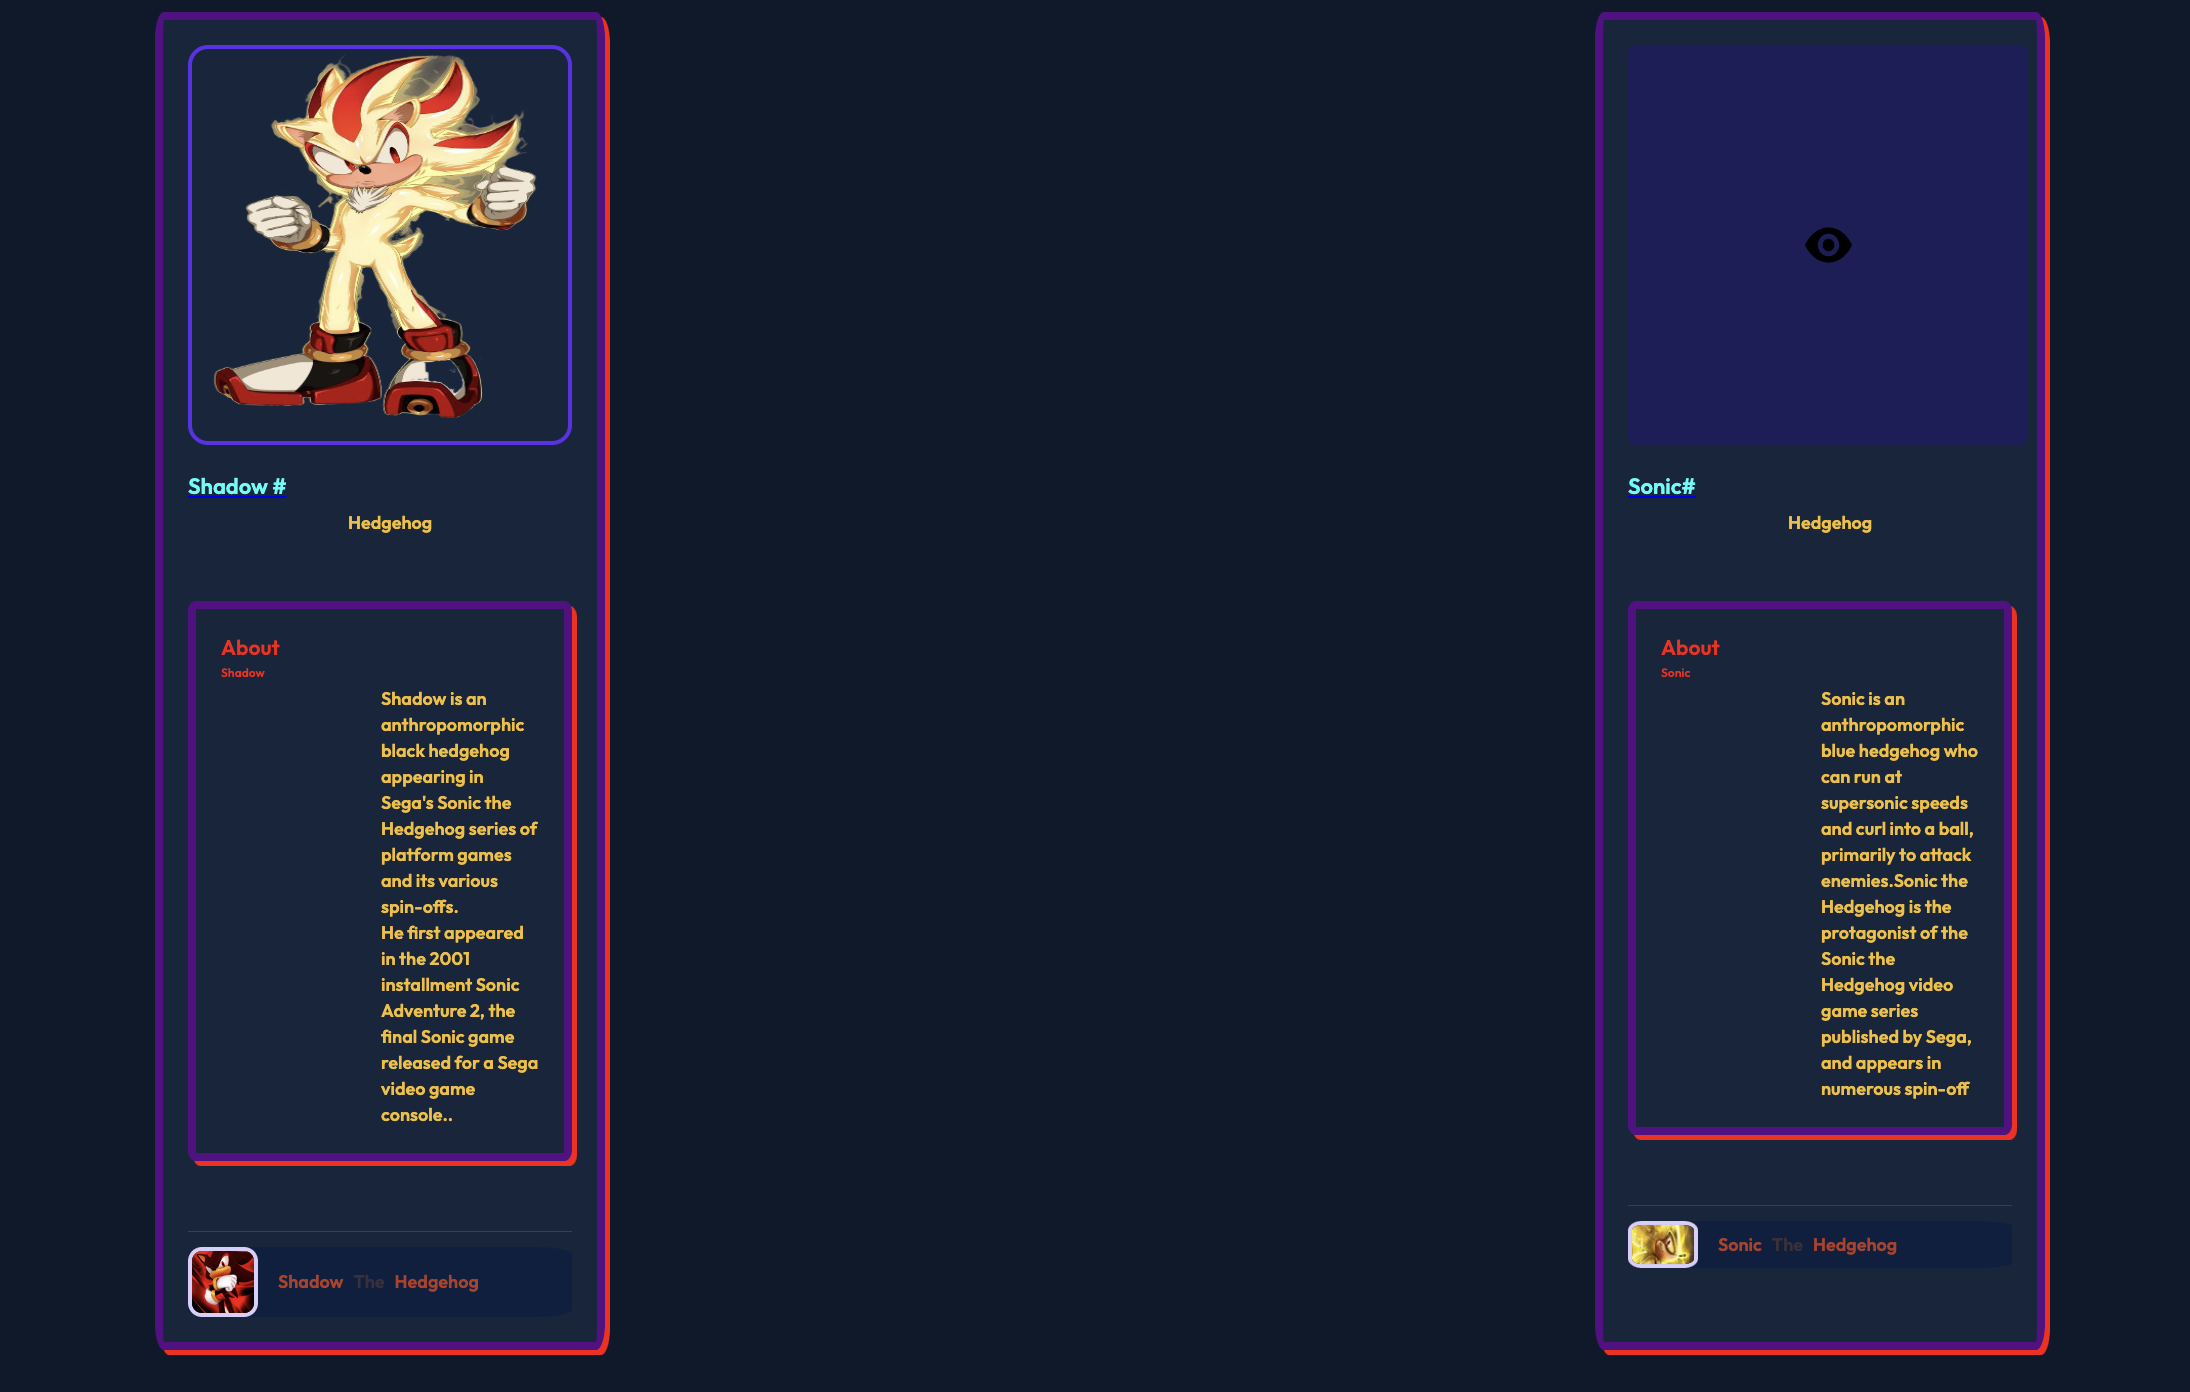 Shadow #
Hedgehog
About
Shadow
Shadow is an
anthropomorphic
black hedgehog
appearing in
Sega's Sonic the
Hedgehog series of
platform games
and its various
spin-offs.
He first appeared
in the 2001
installment Sonic
Adventure 2, the
final Sonic game
released for a Sega
video game
console..
Shadow The Hedgehog
Sonic#
Hedgehog
About
Sonic
Sonic is an
anthropomorphic
blue hedgehog who
can run at
supersonic speeds
and curl into a ball,
primarily to attack
enemies.Sonic the
Hedgehog is the
protagonist of the
Sonic the
Hedgehog video
game series
published by Sega,
and appears in
numerous spin-off
Sonic The Hedgehog